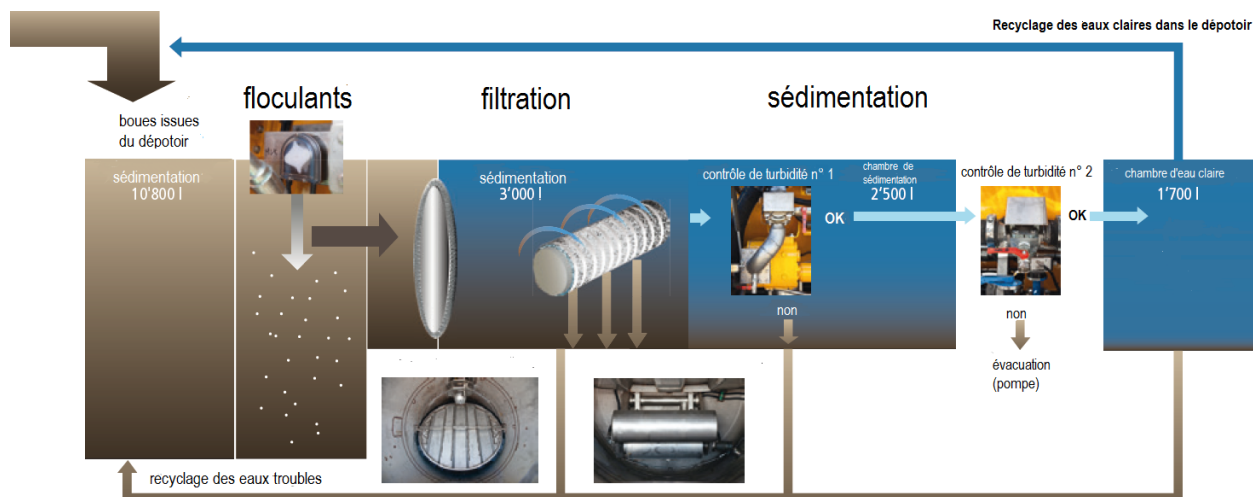 Recyclage des eaux claires dans le dépotoir
floculants
filtration
sédimentation
boues issues
du dépotoir
sédimentation
10'800 l
sédimentation
3'000 l
contrôle de turbidité n° 1
OK
non
chambre de
sédimentation
2'500 l
contrôle de turbidité n° 2
OK
non
évacuation
(pompe)
chambre d'eau claire
1'700 l
recyclage des eaux troubles